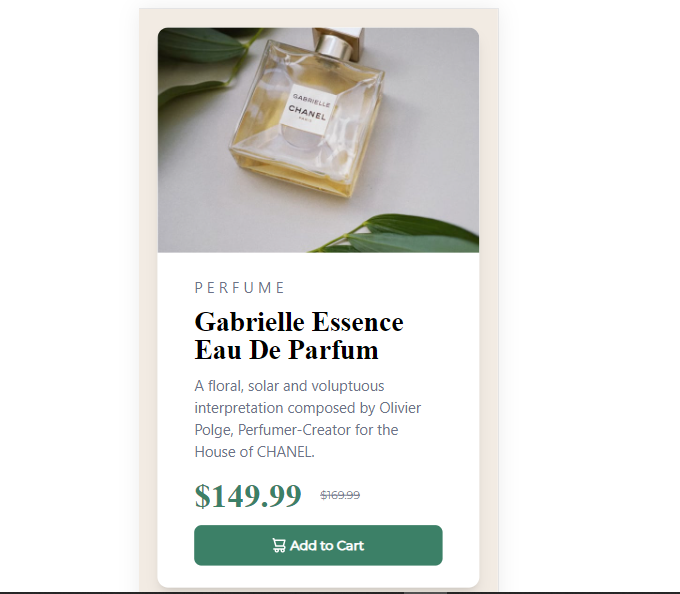 GABRIELLE
CHANEL
PARIS
PERFUME
Gabrielle Essence
Eau De Parfum
A floral, solar and voluptuous
interpretation composed by Olivier
Polge, Perfumer-Creator for the
House of CHANEL.
$149.99 $169.99
Add to Cart